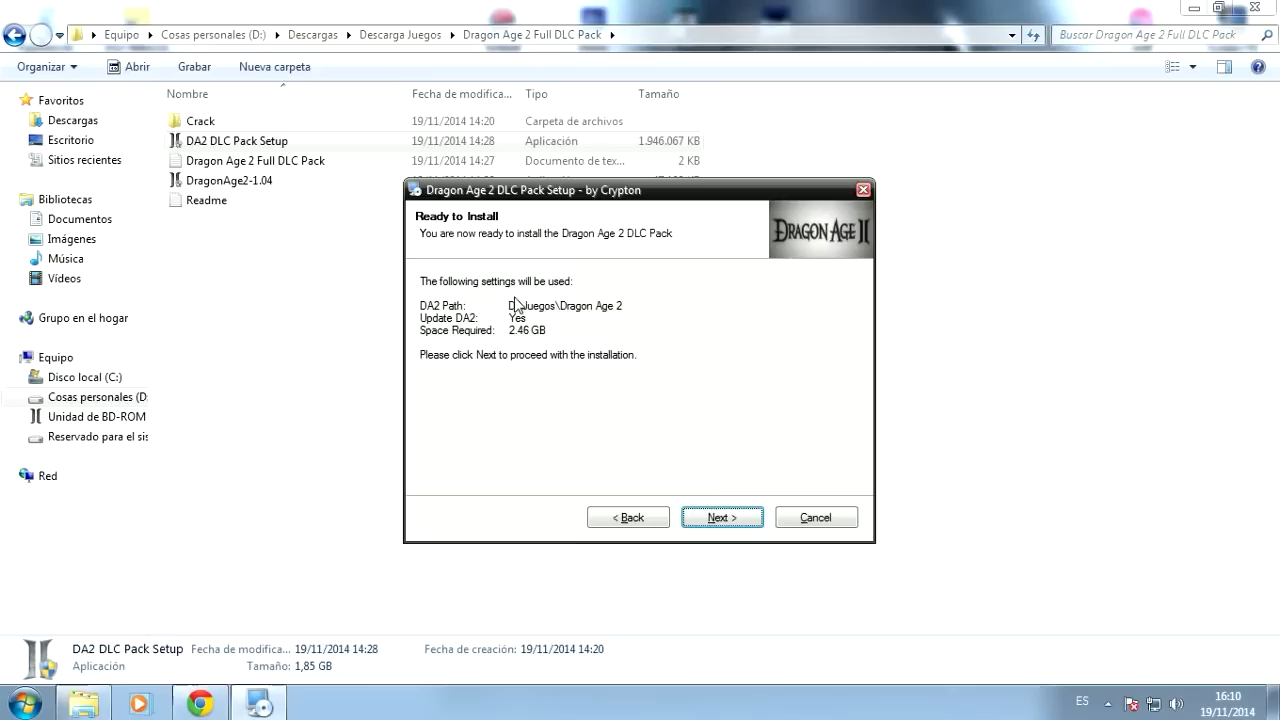 Equipo ▸ Cosas personales (D:) ▸ Descargas ▸ Descarga Juegos ▸ Dragon Age 2 Full DLC Pack ▸
Buscar Dragon Age 2 Full DLC Pack
Organizar Abrir Grabar Nueva carpeta
Nombre Fecha de modifica... Tipo Tamaño
Favoritos
Descargas
Escritorio
Sitios recientes
Bibliotecas
Documentos
Imágenes
Música
Vídeos
Grupo en el hogar
Equipo
Disco local (C:)
Cosas personales (D:
Unidad de BD-ROM
Reservado para el sis
Red
Crack 19/11/2014 14:20 Carpeta de archivos
DA2 DLC Pack Setup 19/11/2014 14:28 Aplicación 1.946.067 KB
Dragon Age 2 Full DLC Pack 19/11/2014 14:27 Documento de tex... 2 KB
DragonAge2-1.04
Readme
Dragon Age 2 DLC Pack Setup - by Crypton
Ready to Install
You are now ready to install the Dragon Age 2 DLC Pack
DRAGON AGE II
The following settings will be used:
DA2 Path: Juegos\Dragon Age 2
Update DA2: Yes
Space Required: 2.46 GB
Please click Next to proceed with the installation.
< Back Next > Cancel
DA2 DLC Pack Setup Fecha de modifica... 19/11/2014 14:28 Fecha de creación: 19/11/2014 14:20
Aplicación Tamaño: 1,85 GB
ES
16:10
19/11/2014